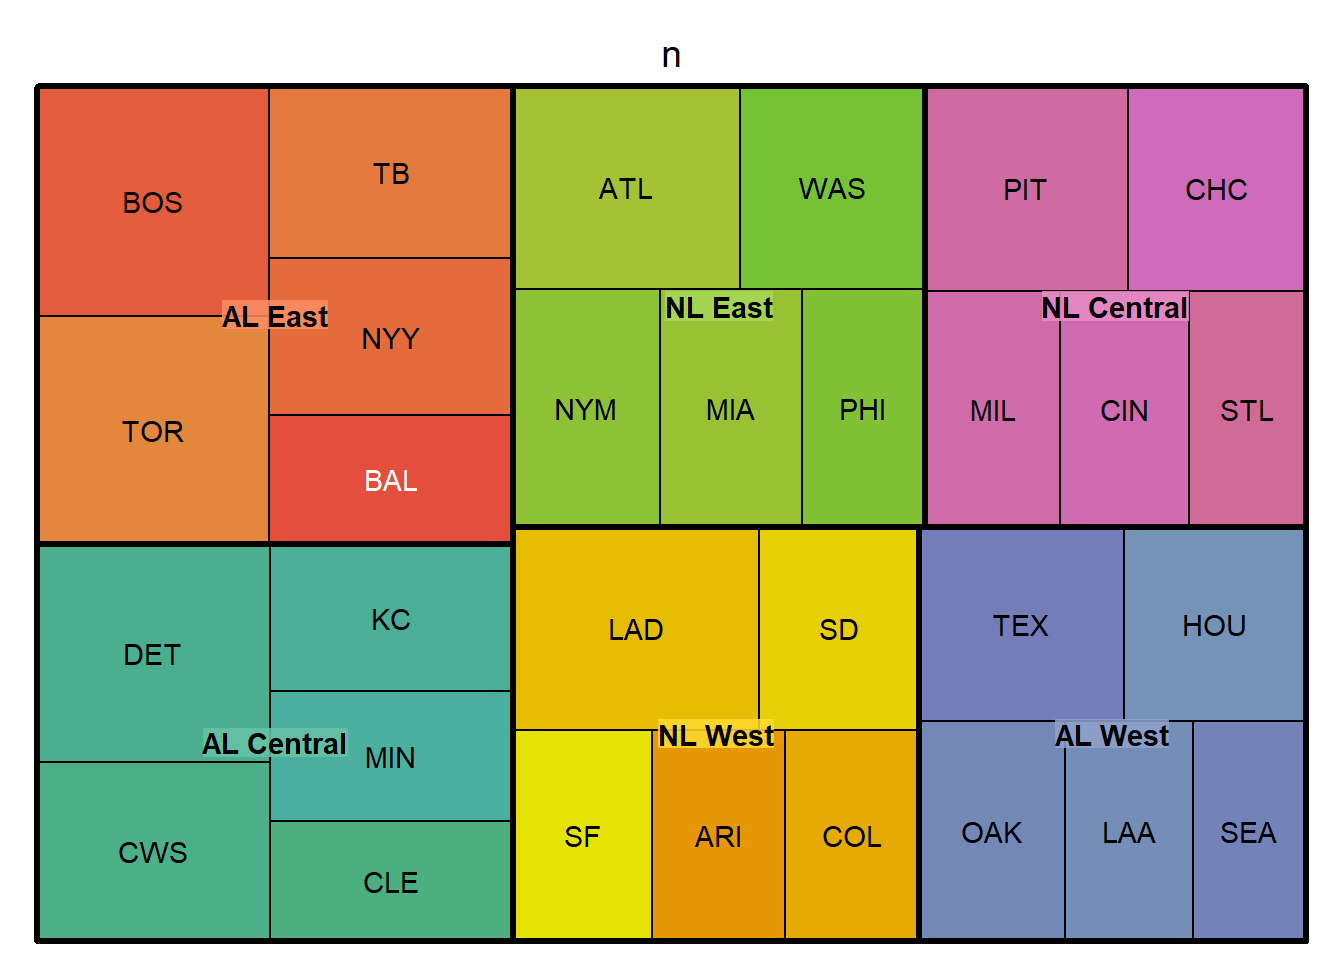 n
BOS
TB
TOR
NYY
BAL
AL East
ATL
WAS
NYM
MIA
PHI
NL East
PIT
CHC
MIL
CIN
STL
NL Central
DET
KC
CWS
MIN
CLE
AL Central
LAD
SD
SF
ARI
COL
NL West
TEX
HOU
OAK
LAA
SEA
AL West